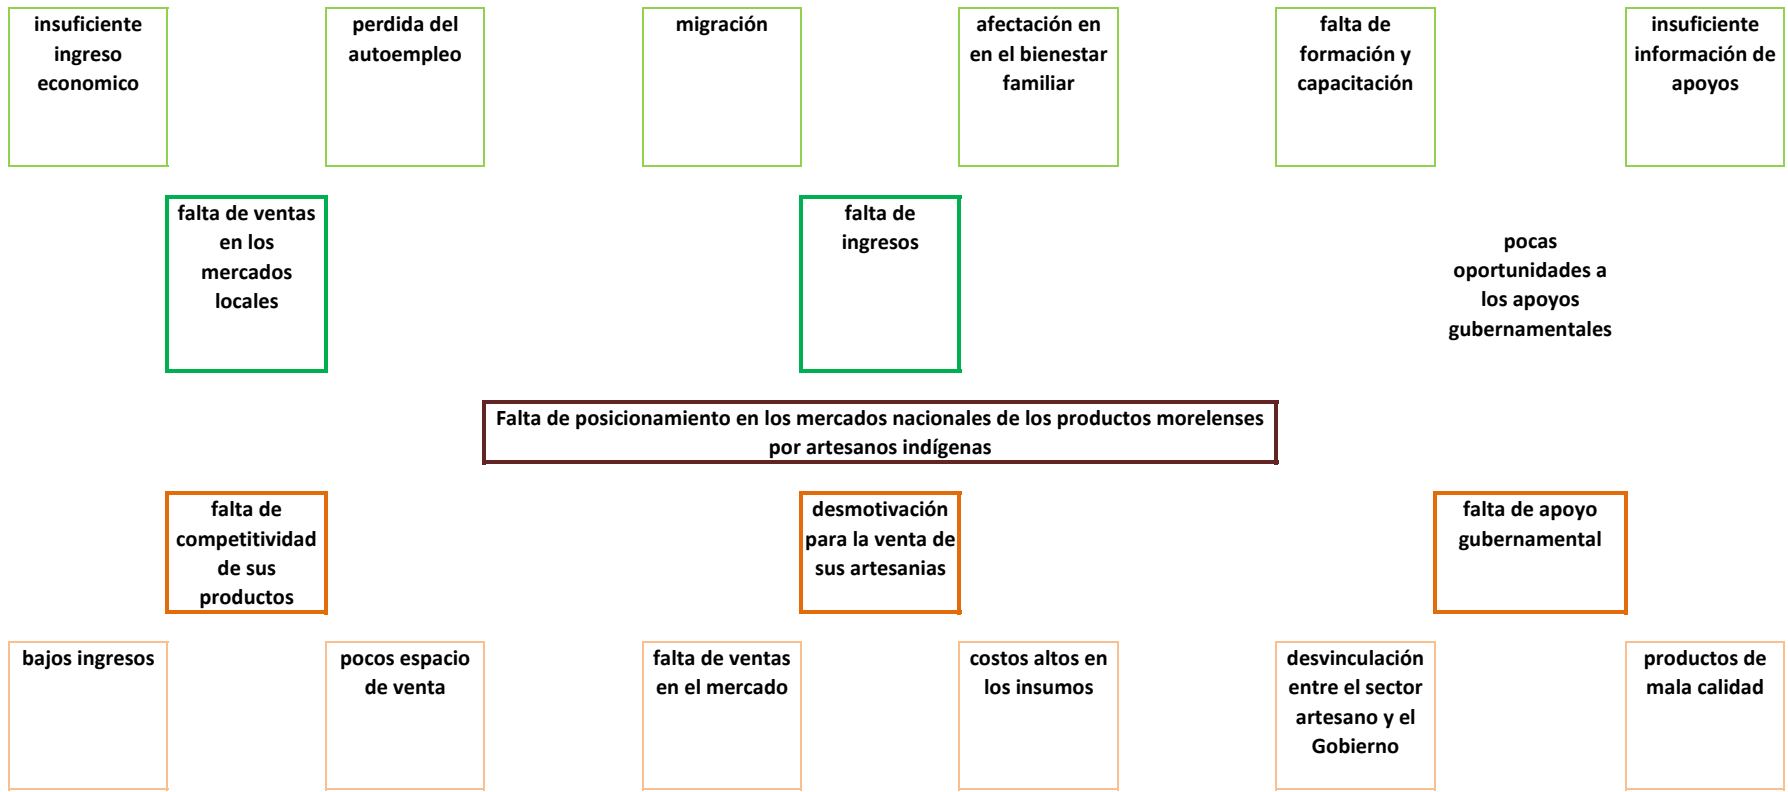 insuficiente
ingreso
economico
perdida del
autoempleo
migración
afectación en
en el bienestar
familiar
falta de
formación y
capacitación
insuficiente
información de
apoyos
falta de ventas
en los
mercados
locales
falta de
ingresos
pocas
oportunidades a
los apoyos
gubernamentales
Falta de posicionamiento en los mercados nacionales de los productos morelenses
por artesanos indígenas
falta de
competitividad
de sus
productos
desmotivación
para la venta de
sus artesanias
falta de apoyo
gubernamental
bajos ingresos
pocos espacio
de venta
falta de ventas
en el mercado
costos altos en
los insumos
desvinculación
entre el sector
artesano y el
Gobierno
productos de
mala calidad